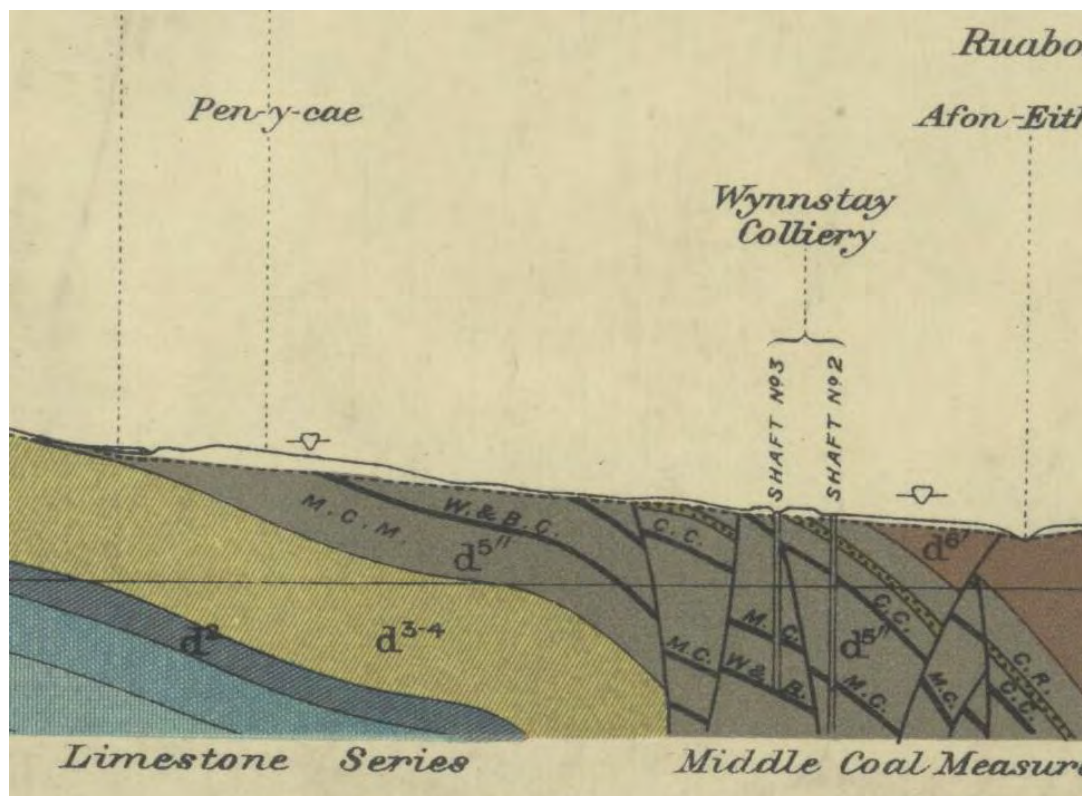 Ruabo
Pen-y-cae
Afon-Eith
Wynnstay
Colliery
SHAFT Nº3
SHAFT Nº2
M.C.M.
W.& B.C.
d5''
C.C.
d6'
d2
d3-4
M.C.
M.C.
W & B.
C.C.
d5''
M.C.
M.C.
C.R.
C.C.
Limestone Series
Middle Coal Measure